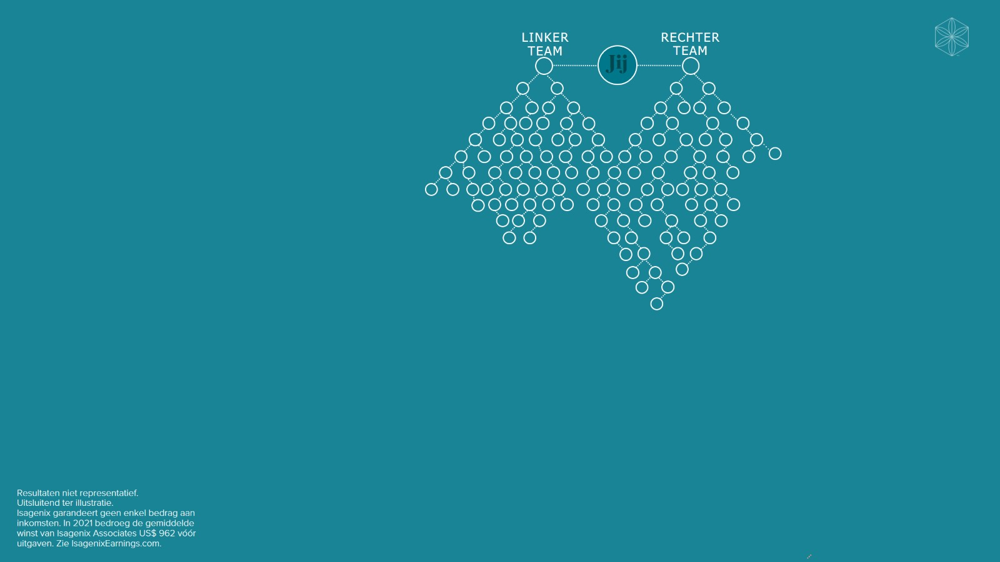 LINKER
TEAM
RECHTER
TEAM
Jij
Resultaten niet representatief.
Uitsluitend ter illustratie.
Isagenix garandeert geen enkel bedrag aan
inkomsten. In 2021 bedroeg de gemiddelde
winst van Isagenix Associates US$ 962 vóór
uitgaven. Zie IsagenixEarnings.com.